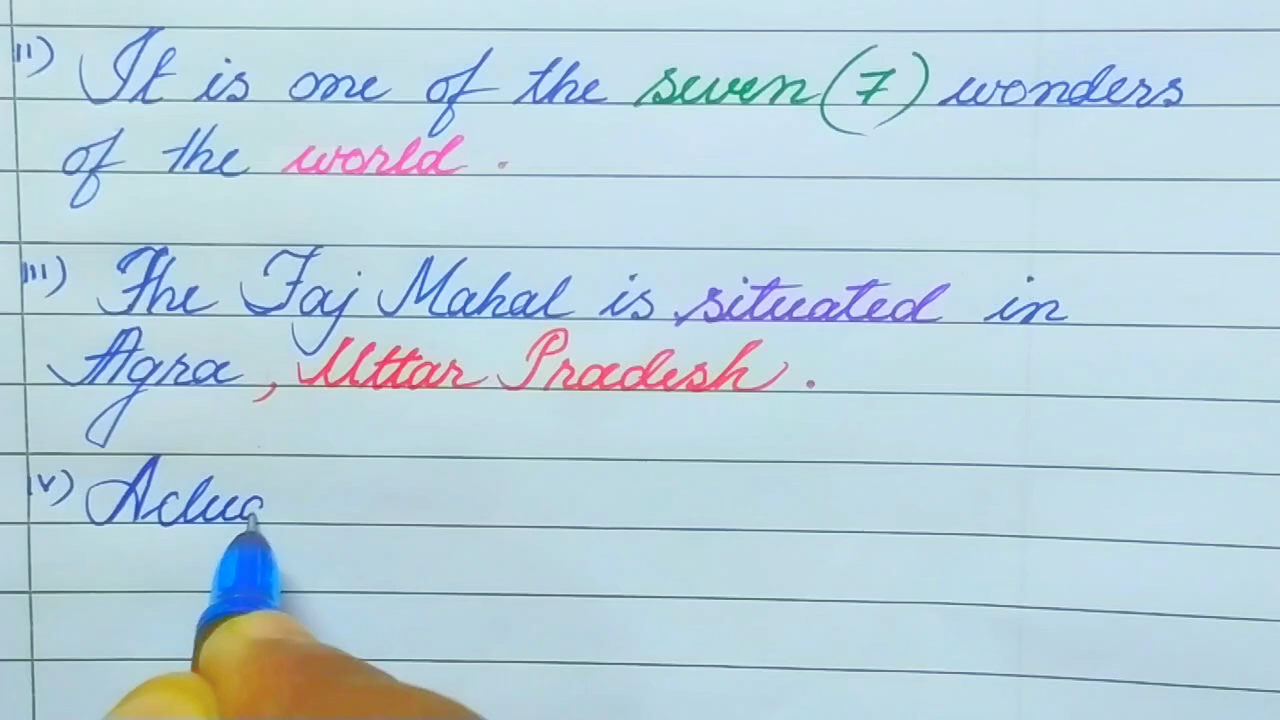 ii) It is one of the seven (7) wonders
of the world.
iii) The Taj Mahal is situated in
Agra, Uttar Pradesh.
iv)